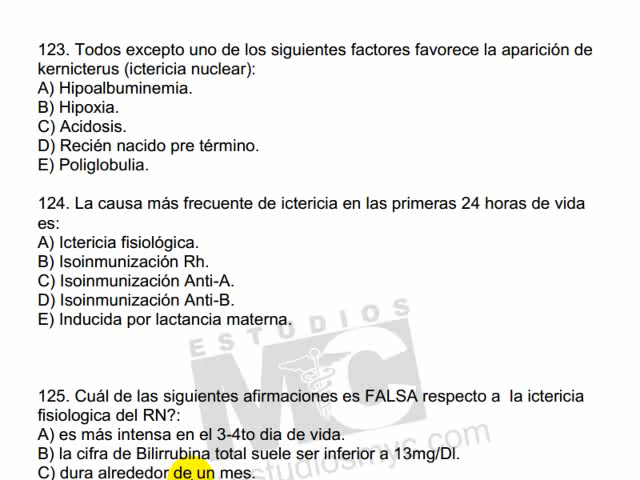 123. Todos excepto uno de los siguientes factores favorece la aparición de
kernicterus (ictericia nuclear):
A) Hipoalbuminemia.
B) Hipoxia.
C) Acidosis.
D) Recién nacido pre término.
E) Poliglobulia.
124. La causa más frecuente de ictericia en las primeras 24 horas de vida
es:
A) Ictericia fisiológica.
B) Isoinmunización Rh.
C) Isoinmunización Anti-A.
D) Isoinmunización Anti-B.
E) Inducida por lactancia materna.
ESTUDIOS
MC
125. Cuál de las siguientes afirmaciones es FALSA respecto a la ictericia
fisiologica del RN?:
A) es más intensa en el 3-4to dia de vida.
B) la cifra de Bilirrubina total suele ser inferior a 13mg/Dl.
C) dura alrededor de un mes.
studiosmyc.com